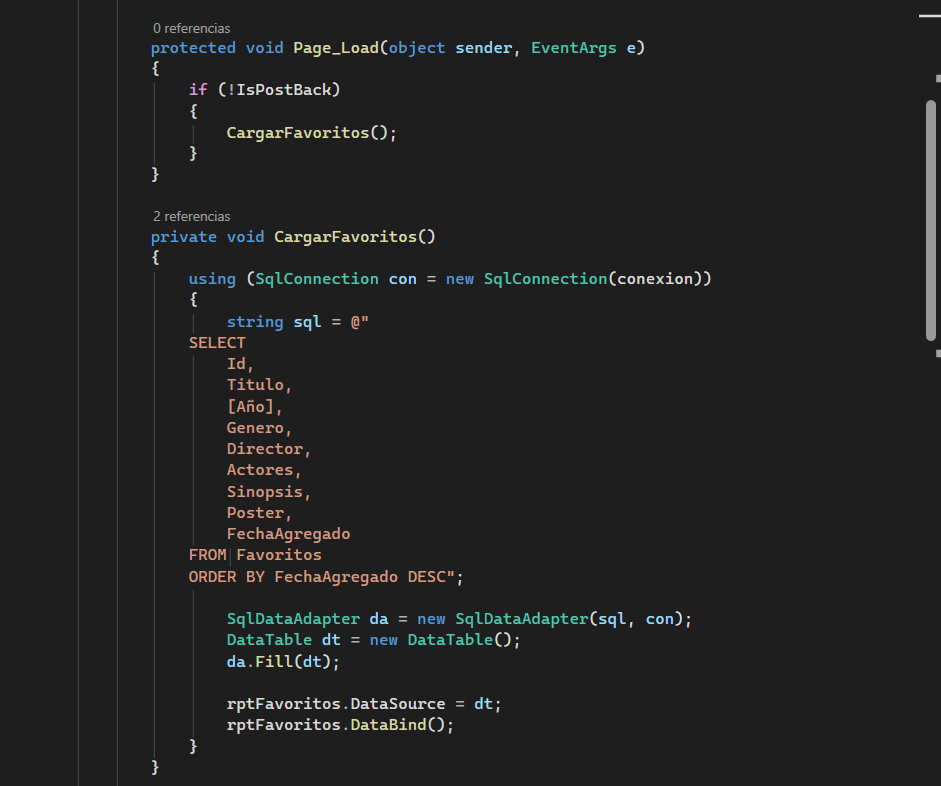 0 referencias
protected void Page_Load(object sender, EventArgs e)
{
if (!IsPostBack)
{
CargarFavoritos();
}
}
2 referencias
private void CargarFavoritos()
{
using (SqlConnection con = new SqlConnection(conexion))
{
string sql = @"
SELECT
Id,
Titulo,
[Año],
Genero,
Director,
Actores,
Sinopsis,
Poster,
FechaAgregado
FROM Favoritos
ORDER BY FechaAgregado DESC";
SqlDataAdapter da = new SqlDataAdapter(sql, con);
DataTable dt = new DataTable();
da.Fill(dt);
rptFavoritos.DataSource = dt;
rptFavoritos.DataBind();
}
}